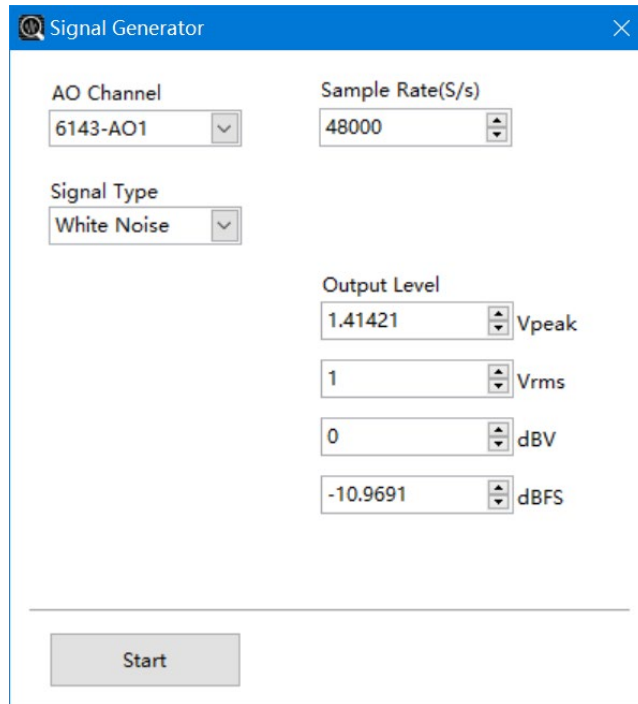 Signal Generator
AO Channel
6143-AO1
Sample Rate(S/s)
48000
Signal Type
White Noise
Output Level
1.41421 Vpeak
1 Vrms
0 dBV
-10.9691 dBFS
Start